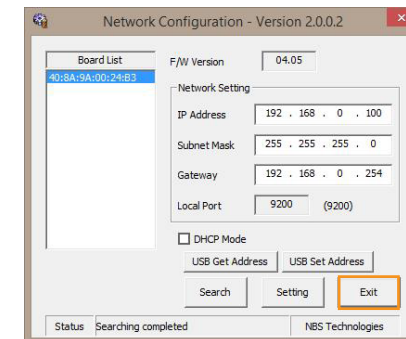 Network Configuration - Version 2.0.0.2
Board List
40:8A:9A:00:24:B3
F/W Version 04.05
Network Setting
IP Address 192 . 168 . 0 . 100
Subnet Mask 255 . 255 . 255 . 0
Gateway 192 . 168 . 0 . 254
Local Port 9200 (9200)
DHCP Mode
USB Get Address USB Set Address
Search Setting Exit
Status Searching completed NBS Technologies